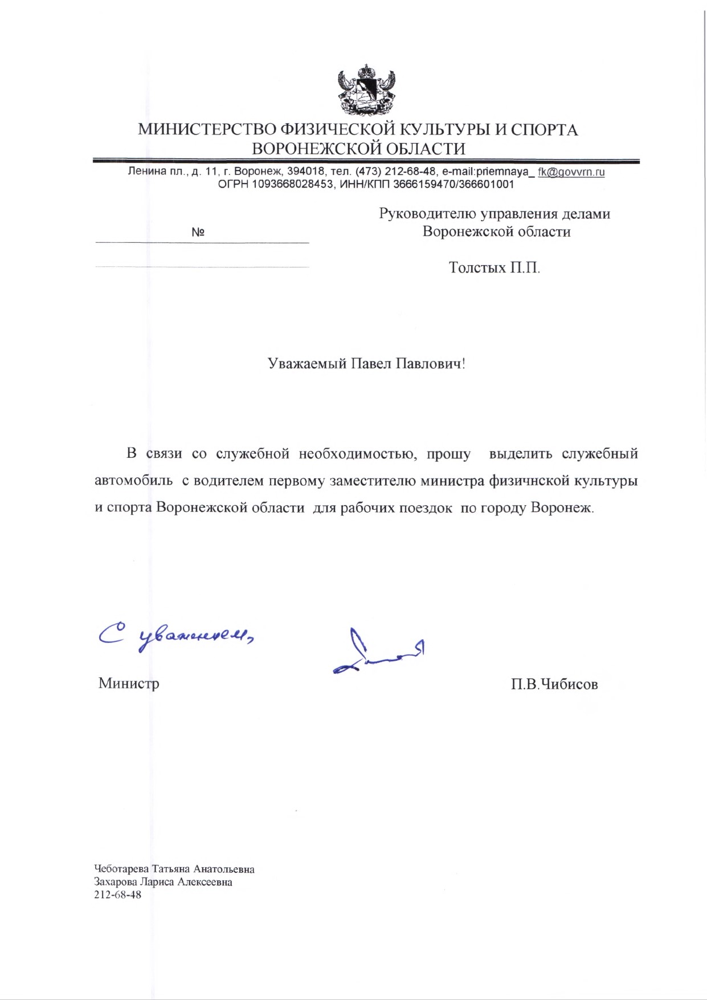 МИНИСТЕРСТВО ФИЗИЧЕСКОЙ КУЛЬТУРЫ И СПОРТА
ВОРОНЕЖСКОЙ ОБЛАСТИ
Ленина пл., д. 11, г. Воронеж, 394018, тел. (473) 212-68-48, e-mail:priemnaya_ fk@govvrn.ru
ОГРН 1093668028453, ИНН/КПП 3666159470/366601001
Руководителю управления делами
№
Воронежской области
Толстых П.П.
Уважаемый Павел Павлович!
В связи со служебной необходимостью, прошу выделить служебный
автомобиль с водителем первому заместителю министра физичнской культуры
и спорта Воронежской области для рабочих поездок по городу Воронеж.
С уважением,
Министр П.В.Чибисов
Чеботарева Татьяна Анатольевна
Захарова Лариса Алексеевна
212-68-48